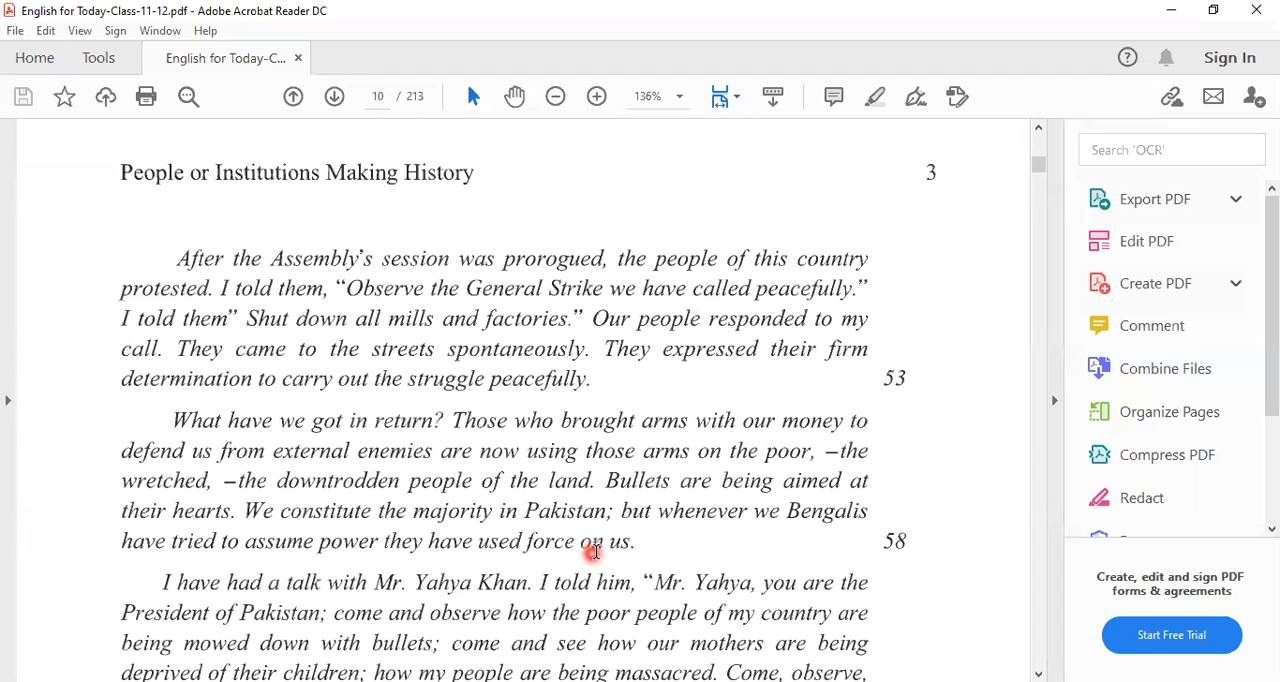 English for Today-Class-11-12.pdf - Adobe Acrobat Reader DC
File Edit View Sign Window Help
Home Tools English for Today-C... × Sign In
10 / 213 136%
People or Institutions Making History 3
After the Assembly's session was prorogued, the people of this country
protested. I told them, “Observe the General Strike we have called peacefully.”
I told them” Shut down all mills and factories.” Our people responded to my
call. They came to the streets spontaneously. They expressed their firm
determination to carry out the struggle peacefully. 53
What have we got in return? Those who brought arms with our money to
defend us from external enemies are now using those arms on the poor, –the
wretched, –the downtrodden people of the land. Bullets are being aimed at
their hearts. We constitute the majority in Pakistan; but whenever we Bengalis
have tried to assume power they have used force on us. 58
I have had a talk with Mr. Yahya Khan. I told him, “Mr. Yahya, you are the
President of Pakistan; come and observe how the poor people of my country are
being mowed down with bullets; come and see how our mothers are being
deprived of their children; how my people are being massacred. Come, observe,
Search 'OCR'
Export PDF
Edit PDF
Create PDF
Comment
Combine Files
Organize Pages
Compress PDF
Redact
Create, edit and sign PDF
forms & agreements
Start Free Trial